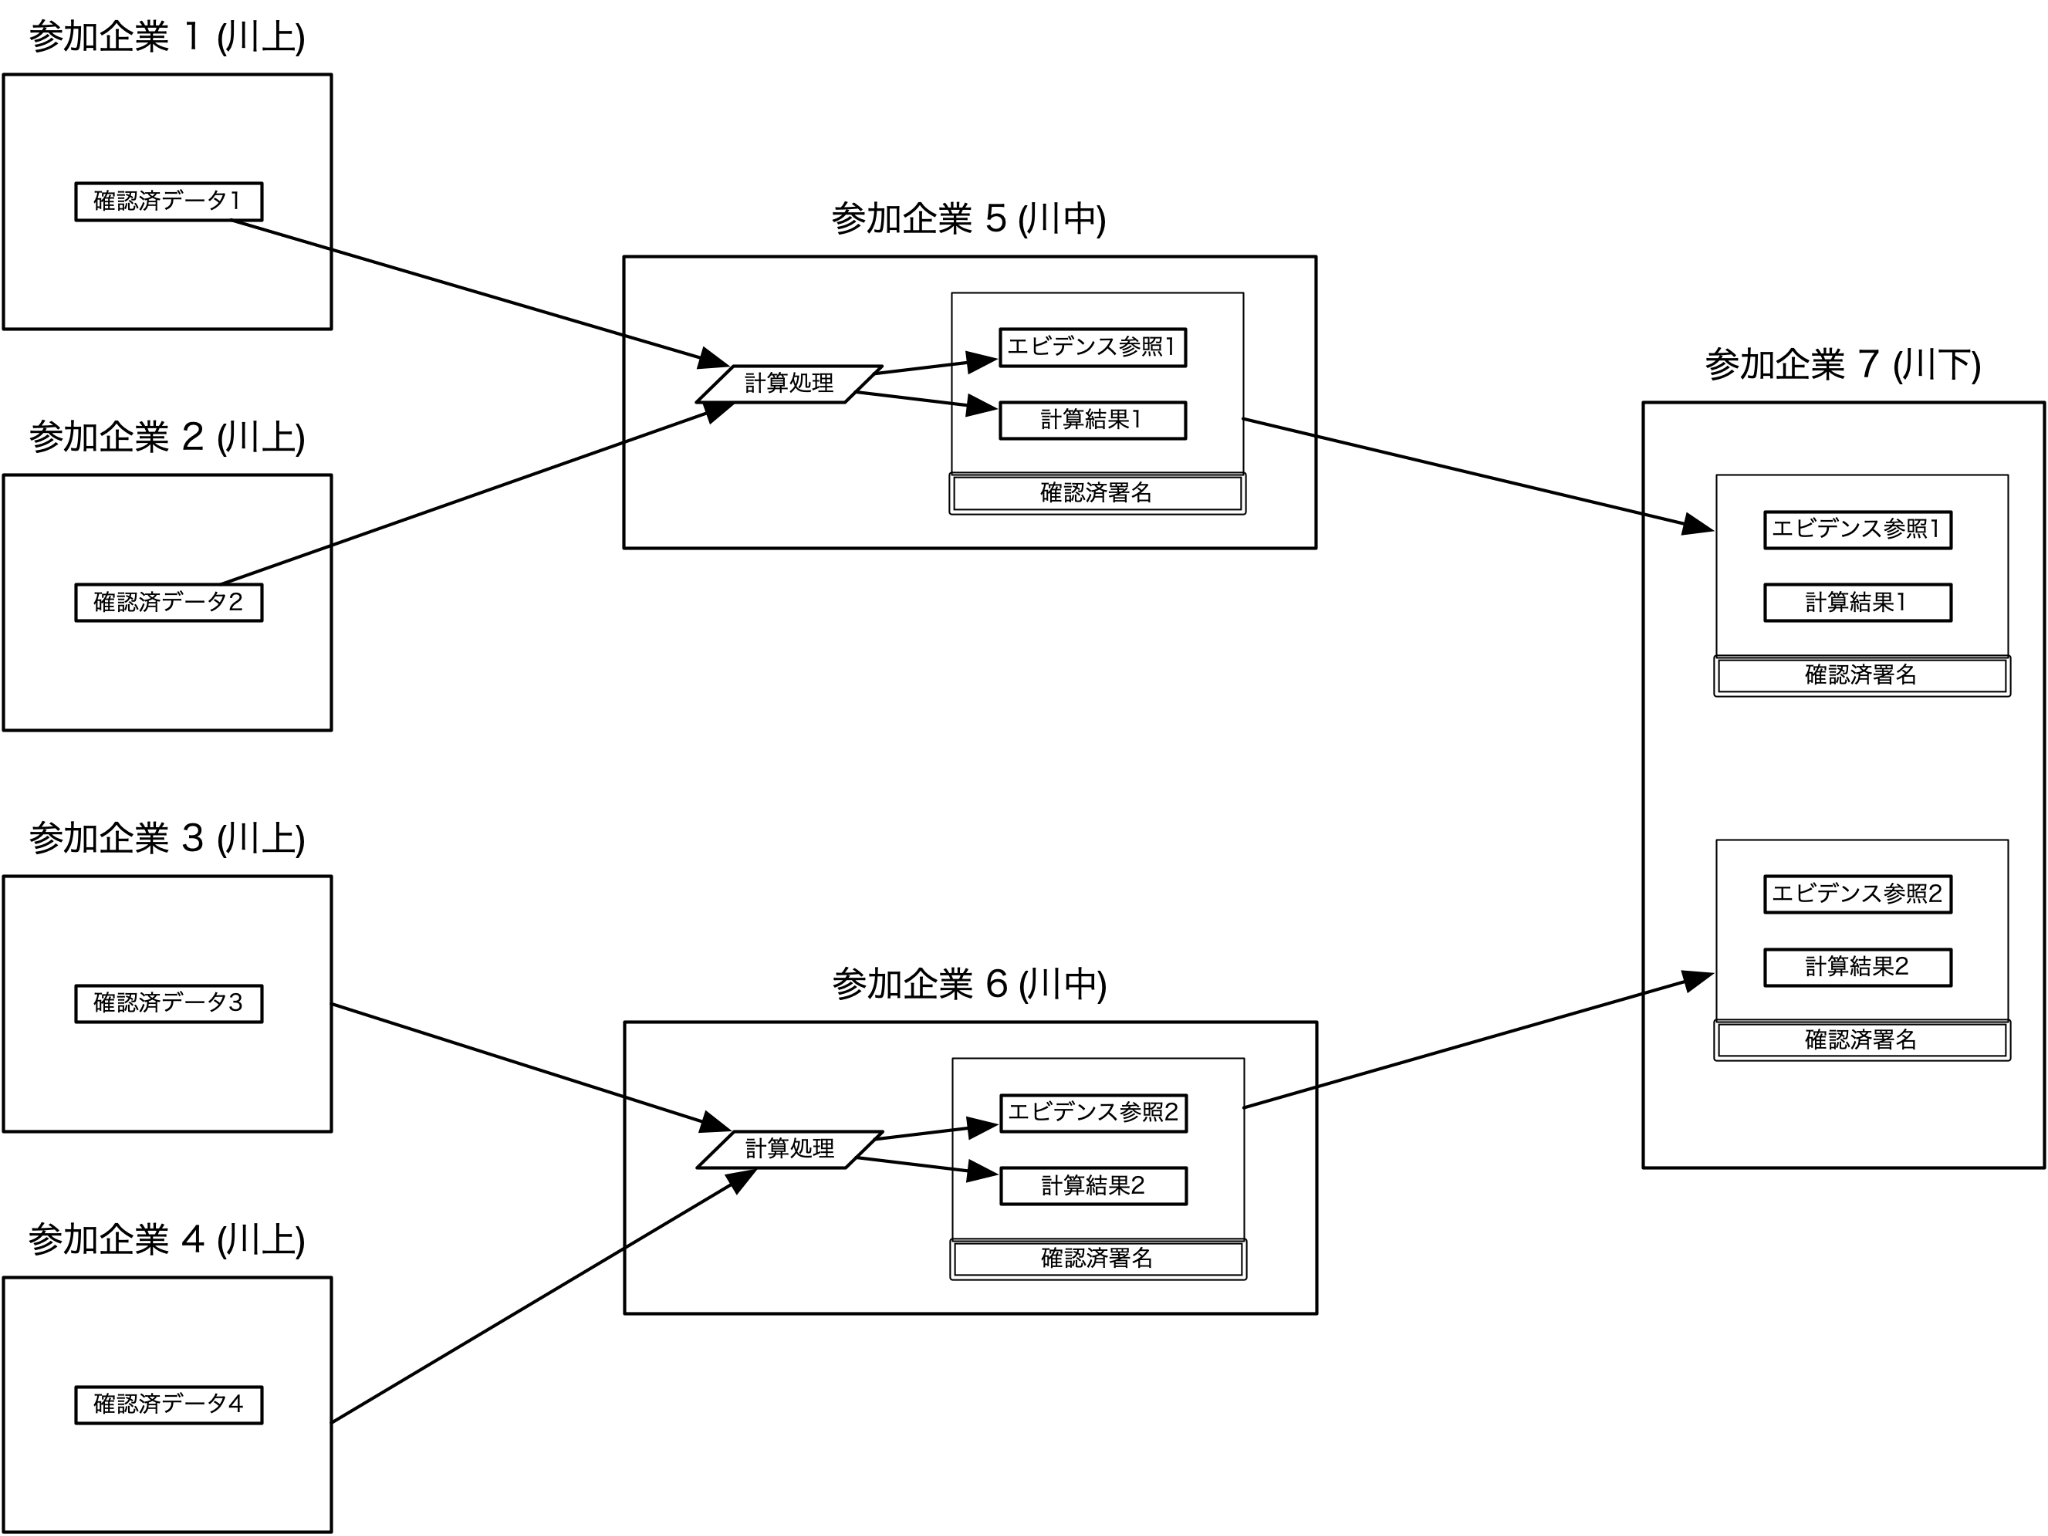 参加企業 1 (川上)
確認済データ1
参加企業 2 (川上)
確認済データ2
参加企業 3 (川上)
確認済データ3
参加企業 4 (川上)
確認済データ4
参加企業 5 (川中)
計算処理
エビデンス参照1
計算結果1
確認済署名
参加企業 6 (川中)
計算処理
エビデンス参照2
計算結果2
確認済署名
参加企業 7 (川下)
エビデンス参照1
計算結果1
確認済署名
エビデンス参照2
計算結果2
確認済署名